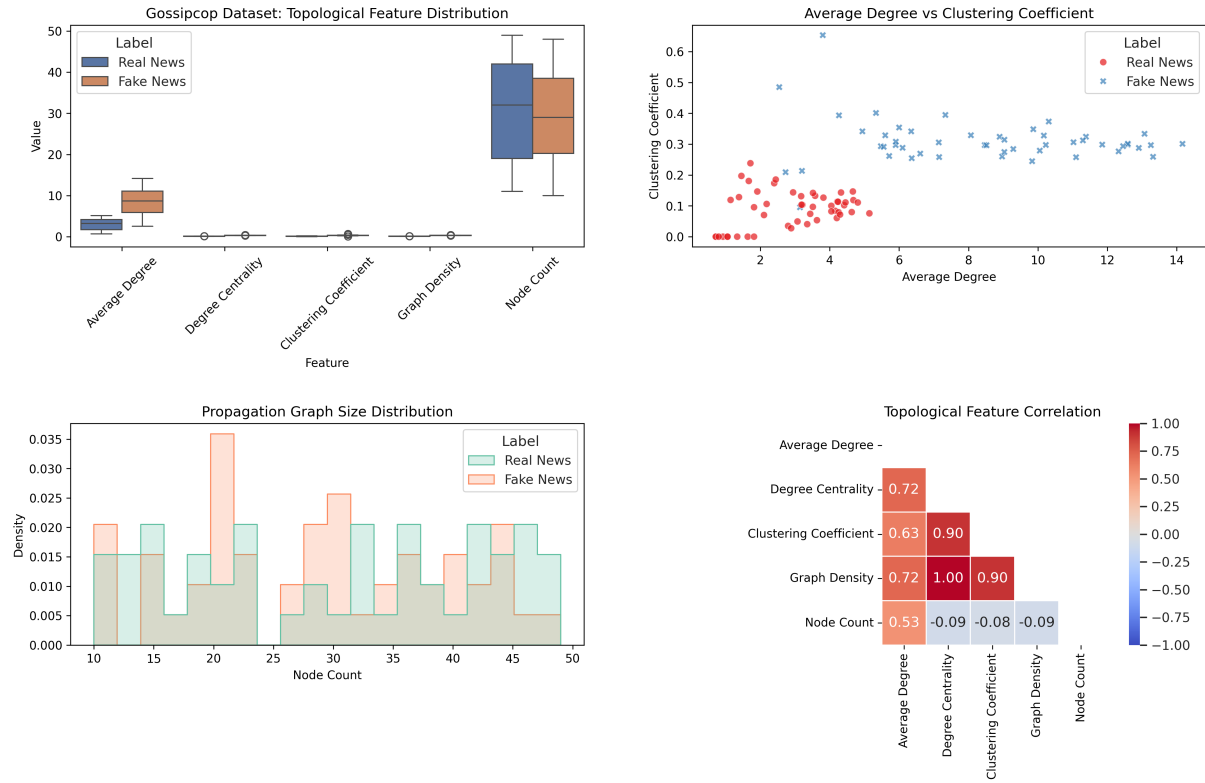 Gossipcop Dataset: Topological Feature Distribution
50
40
30
20
10
0
Value
Label
Real News
Fake News
Average Degree
Degree Centrality
Clustering Coefficient
Graph Density
Node Count
Feature
Average Degree vs Clustering Coefficient
0.6
0.5
0.4
0.3
0.2
0.1
0.0
Clustering Coefficient
Label
Real News
Fake News
2 4 6 8 10 12 14
Average Degree
Propagation Graph Size Distribution
0.035
0.030
0.025
0.020
0.015
0.010
0.005
0.000
Density
Label
Real News
Fake News
10 15 20 25 30 35 40 45 50
Node Count
Topological Feature Correlation
Average Degree
Degree Centrality 0.72
Clustering Coefficient 0.63 0.90
Graph Density 0.72 1.00 0.90
Node Count 0.53 -0.09 -0.08 -0.09
Average Degree
Degree Centrality
Clustering Coefficient
Graph Density
Node Count
1.00
0.75
0.50
0.25
0.00
−0.25
−0.50
−0.75
−1.00